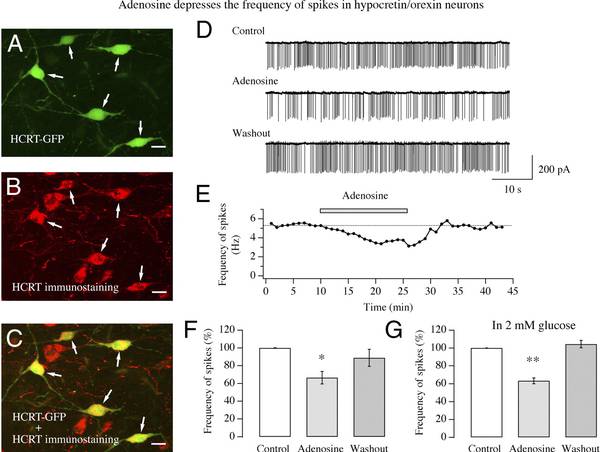 Adenosine depresses the frequency of spikes in hypocretin/orexin neurons
A
HCRT-GFP
B
HCRT immunostaining
C
HCRT-GFP
+
HCRT immunostaining
D
Control
Adenosine
Washout
200 pA
10 s
E
Adenosine
Frequency of spikes
(Hz)
6
4
2
0
0 5 10 15 20 25 30 35 40 45
Time (min)
F
Frequency of spikes (%)
120
100
80
60
40
20
0
*
Control Adenosine Washout
G
In 2 mM glucose
Frequency of spikes (%)
120
100
80
60
40
20
0
**
Control Adenosine Washout